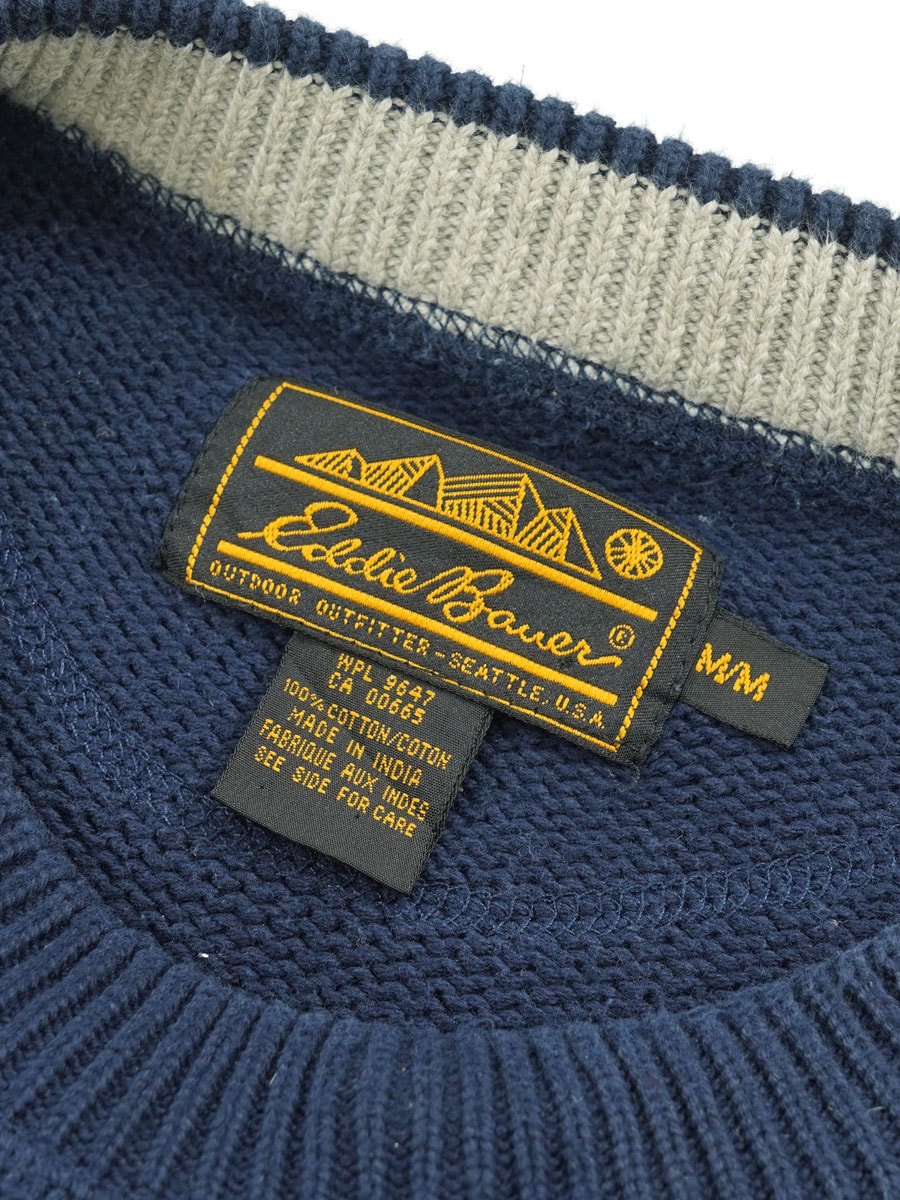 Eddie Bauer®
OUTDOOR OUTFITTER-SEATTLE, U.S.A
M/M
WPL 9647
CA 00665
100% COTTON/COTON
MADE IN INDIA
FABRIQUE AUX INDES
SEE SIDE FOR CARE